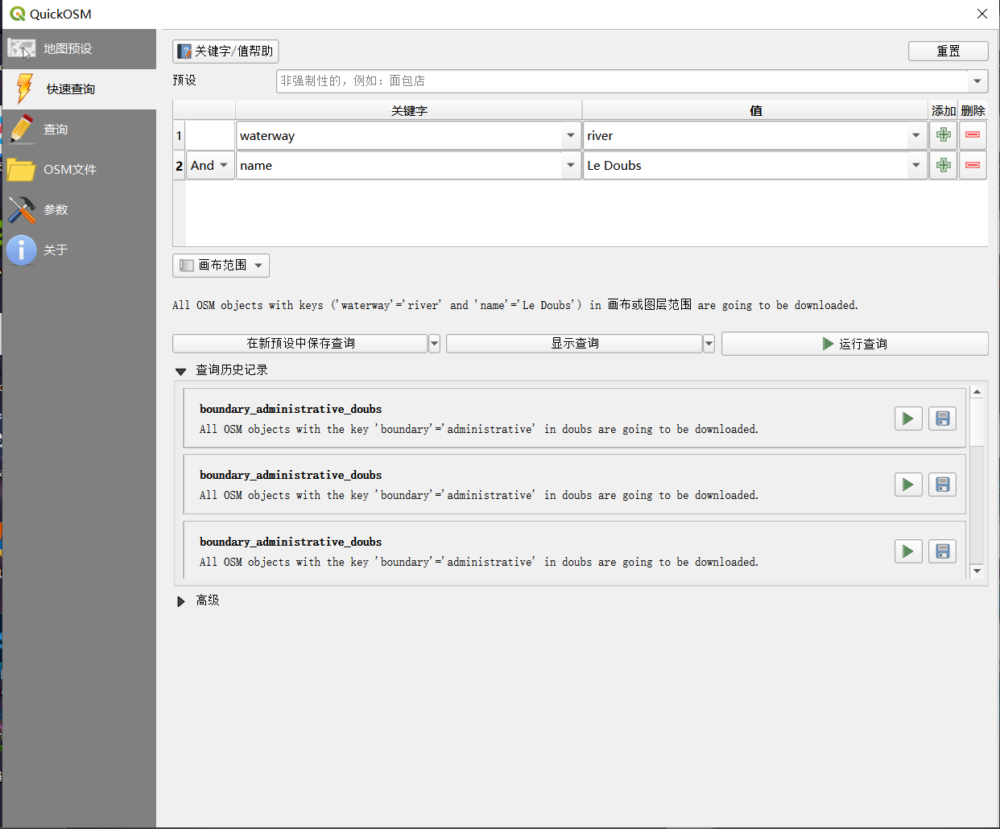 QuickOSM
地图预设
快速查询
查询
OSM文件
参数
关于
关键字/值帮助
重置
预设
非强制性的，例如：面包店
关键字 值 添加 删除
1 waterway river
2 And name Le Doubs
画布范围
All OSM objects with keys ('waterway'='river' and 'name'='Le Doubs') in 画布或图层范围 are going to be downloaded.
在新预设中保存查询 显示查询 运行查询
查询历史记录
boundary_administrative_doubs
All OSM objects with the key 'boundary'='administrative' in doubs are going to be downloaded.
boundary_administrative_doubs
All OSM objects with the key 'boundary'='administrative' in doubs are going to be downloaded.
boundary_administrative_doubs
All OSM objects with the key 'boundary'='administrative' in doubs are going to be downloaded.
高级